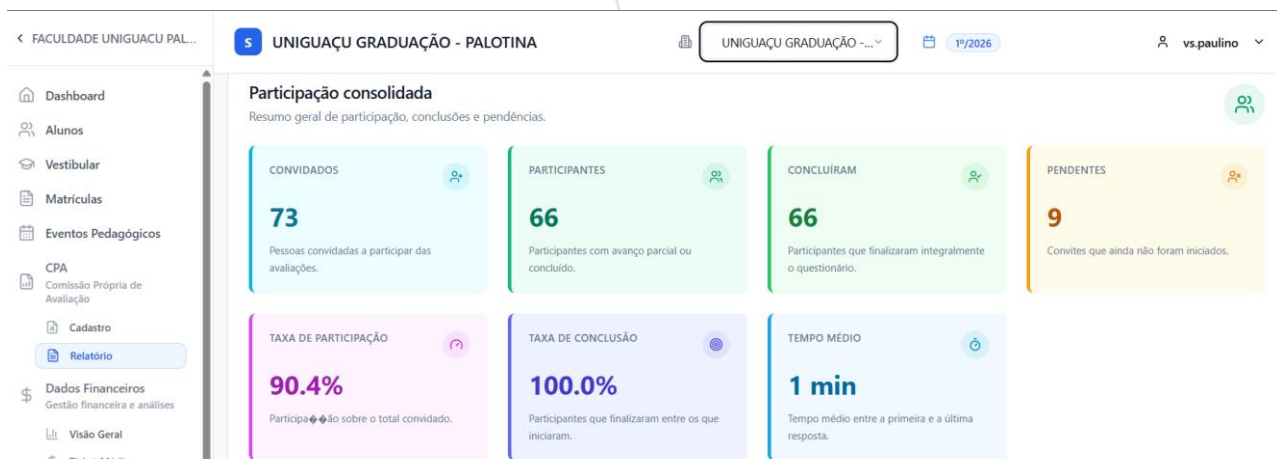 FACULDADE UNIGUACU PAL...
S UNIGUAÇU GRADUAÇÃO - PALOTINA
UNIGUAÇU GRADUAÇÃO -...
1º/2026
vs.paulino
Dashboard
Alunos
Vestibular
Matrículas
Eventos Pedagógicos
CPA
Comissão Própria de
Avaliação
Cadastro
Relatório
Dados Financeiros
Gestão financeira e análises
Visão Geral
Participação consolidada
Resumo geral de participação, conclusões e pendências.
CONVIDADOS
73
Pessoas convidadas a participar das
avaliações.
PARTICIPANTES
66
Participantes com avanço parcial ou
concluído.
CONCLUÍRAM
66
Participantes que finalizaram integralmente
o questionário.
PENDENTES
9
Convites que ainda não foram iniciados.
TAXA DE PARTICIPAÇÃO
90.4%
Participa��ão sobre o total convidado.
TAXA DE CONCLUSÃO
100.0%
Participantes que finalizaram entre os que
iniciaram.
TEMPO MÉDIO
1 min
Tempo médio entre a primeira e a última
resposta.